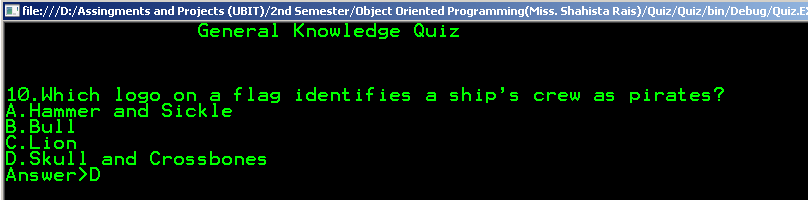 file:///D:/Assingments and Projects (UBIT)/2nd Semester/Object Oriented Programming(Miss. Shahista Rais)/Quiz/Quiz/bin/Debug/Quiz.EX
General Knowledge Quiz
10.Which logo on a flag identifies a ship's crew as pirates?
A.Hammer and Sickle
B.Bull
C.Lion
D.Skull and Crossbones
Answer>D